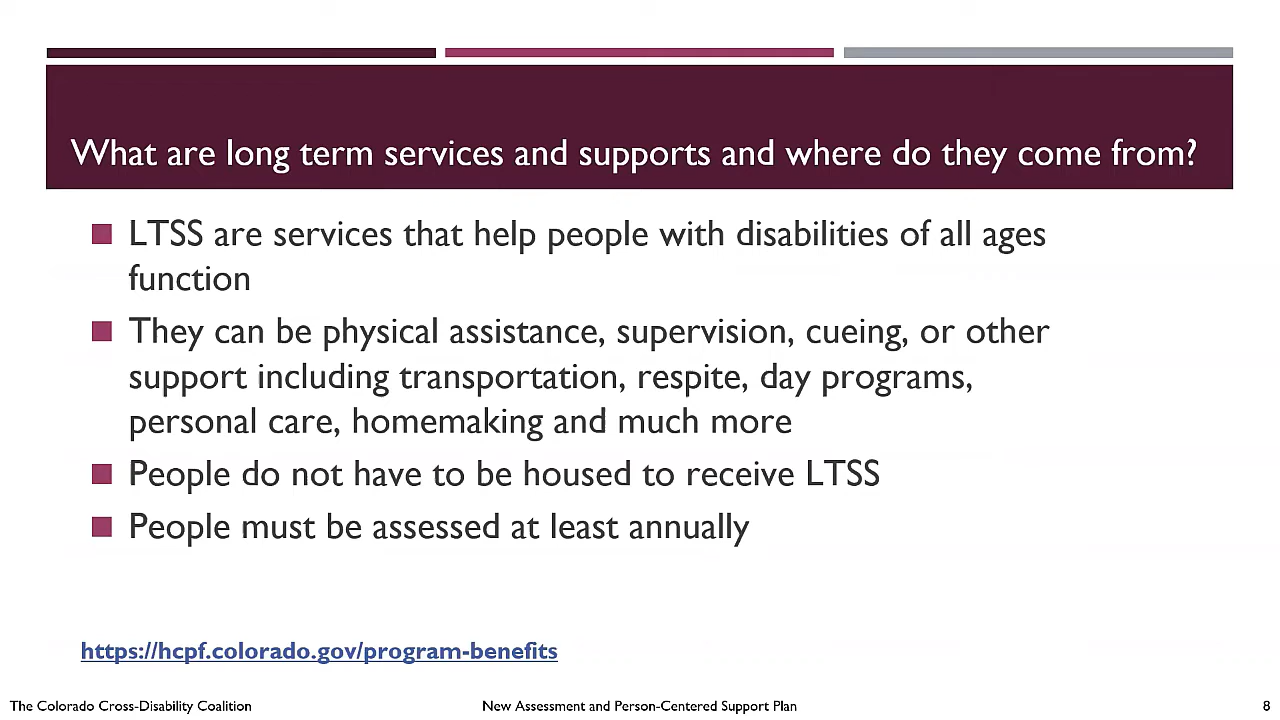 What are long term services and supports and where do they come from?
LTSS are services that help people with disabilities of all ages
function
They can be physical assistance, supervision, cueing, or other
support including transportation, respite, day programs,
personal care, homemaking and much more
People do not have to be housed to receive LTSS
People must be assessed at least annually
https://hcpf.colorado.gov/program-benefits
The Colorado Cross-Disability Coalition
New Assessment and Person-Centered Support Plan
8